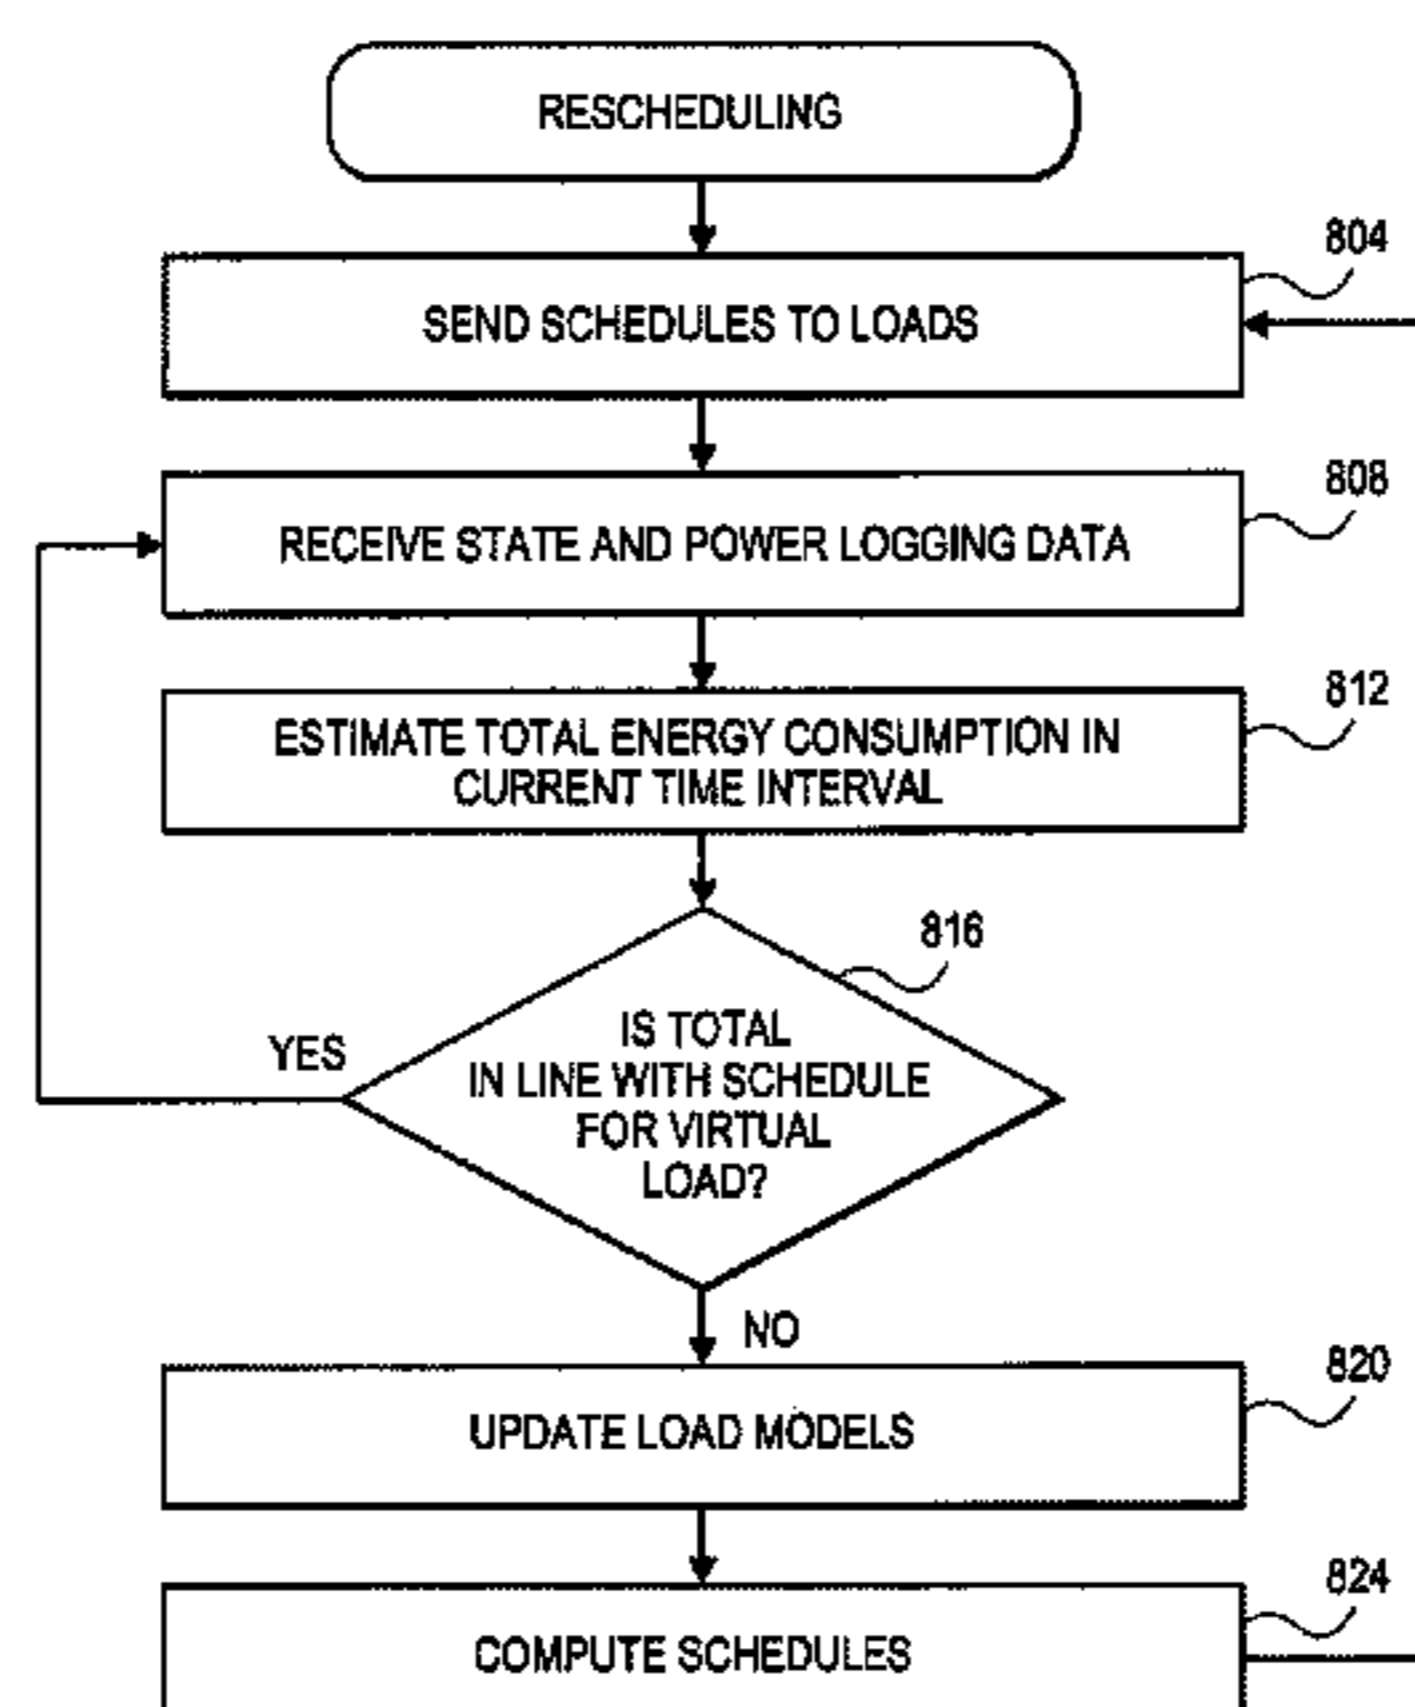 RESCHEDULING
804
SEND SCHEDULES TO LOADS
808
RECEIVE STATE AND POWER LOGGING DATA
812
ESTIMATE TOTAL ENERGY CONSUMPTION IN
CURRENT TIME INTERVAL
816
IS TOTAL
IN LINE WITH SCHEDULE
FOR VIRTUAL
LOAD?
YES
NO
820
UPDATE LOAD MODELS
824
COMPUTE SCHEDULES